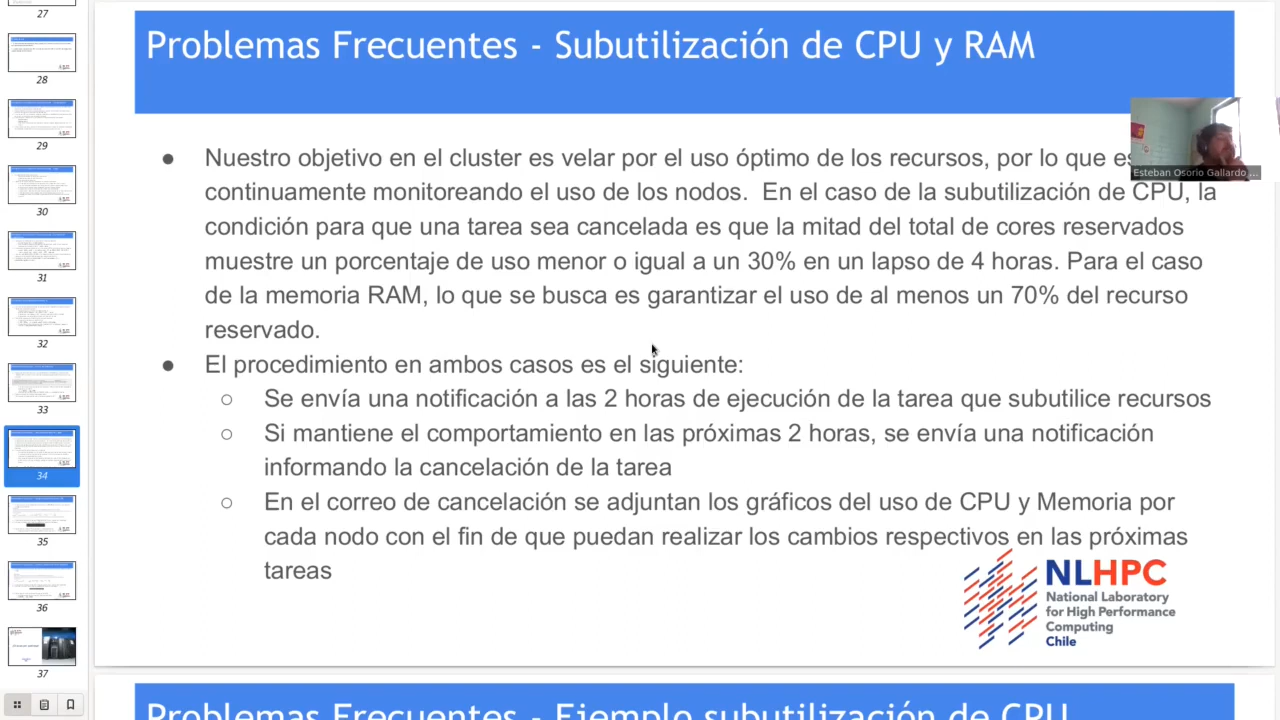 27
28
29
30
31
32
33
34
35
36
37
Problemas Frecuentes - Subutilización de CPU y RAM
Esteban Osorio Gallardo ...
● Nuestro objetivo en el cluster es velar por el uso óptimo de los recursos, por lo que
continuamente monitoreando el uso de los nodos. En el caso de la subutilización de CPU, la
condición para que una tarea sea cancelada es que la mitad del total de cores reservados
muestre un porcentaje de uso menor o igual a un 30% en un lapso de 4 horas. Para el caso
de la memoria RAM, lo que se busca es garantizar el uso de al menos un 70% del recurso
reservado.
● El procedimiento en ambos casos es el siguiente:
○ Se envía una notificación a las 2 horas de ejecución de la tarea que subutilice recursos
○ Si mantiene el comportamiento en las próximas 2 horas, se envía una notificación
informando la cancelación de la tarea
○ En el correo de cancelación se adjuntan los gráficos del uso de CPU y Memoria por
cada nodo con el fin de que puedan realizar los cambios respectivos en las próximas
tareas
NLHPC
National Laboratory
for High Performance
Computing
Chile
Problemas Frecuentes - Ejemplo subutilización de CPU